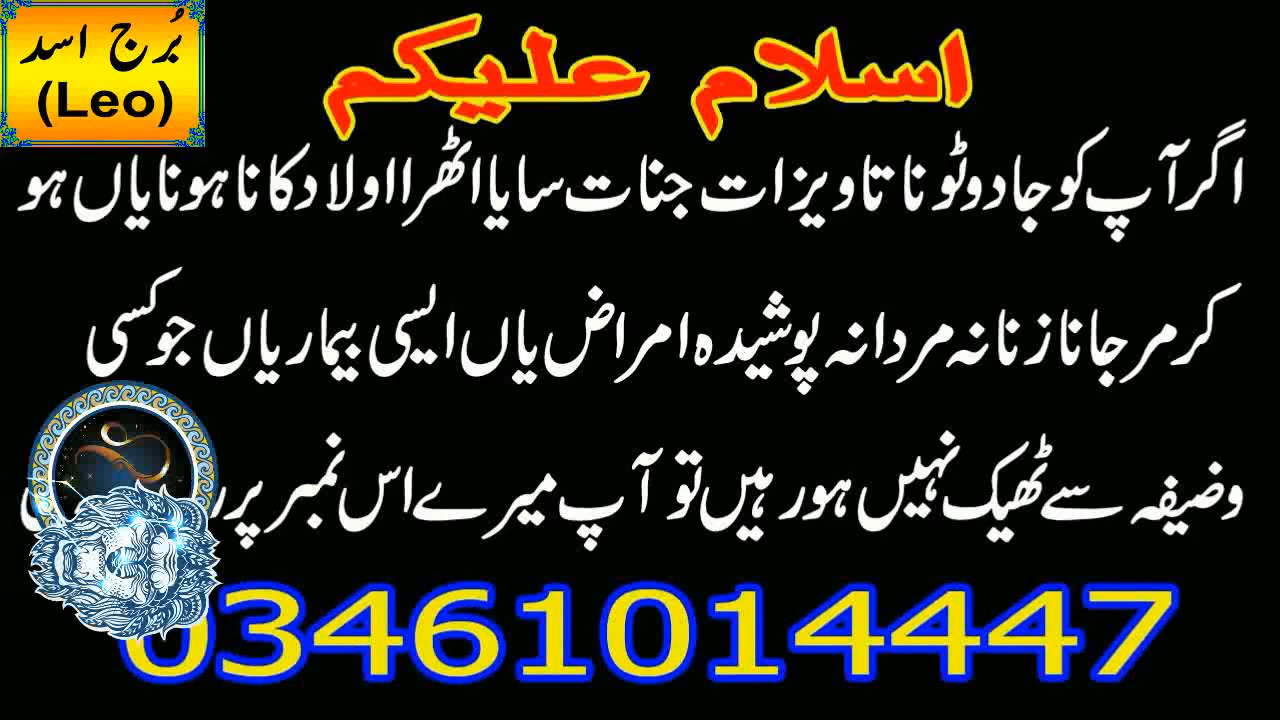 بُرج اسد
(Leo)
اسلام علیکم
اگر آپ کو جادو ٹونا تاویزات جنات سایا اٹھرا اولاد کا نا ہونا یاں ہو
کر مر جانا زنانہ مردانہ پوشیدہ امراض یاں ایسی بیماریاں جو کسی
وضیفہ سے ٹھیک نہیں ہور ہیں تو آپ میرے اس نمبر پر
03461014447